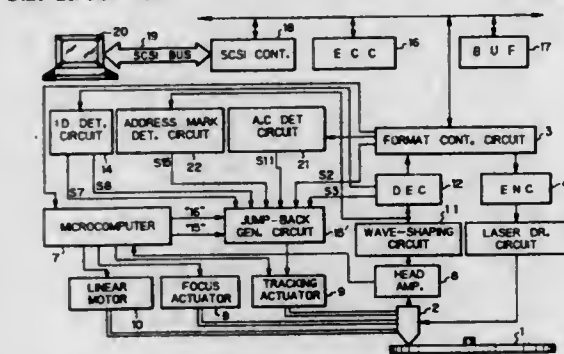 20
19
SCSI BUS
18
SCSI CONT.
E C C
16
B U F
17
I D DET.
CIRCUIT
14
ADDRESS MARK
DET. CIRCUIT
22
A.C DET
CIRCUIT
21
FORMAT CONT. CIRCUIT
3
S15
S11
S7
S8
S2
S3
D E C
12
E N C
4
MICROCOMPUTER
7
"16"
"15"
JUMP-BACK
GEN. CIRCUIT
15'
11
WAVE-SHAPING
CIRCUIT
LASER DR.
CIRCUIT
HEAD
AMP.
6
LINEAR
MOTOR
10
FOCUS
ACTUATOR
8
TRACKING
ACTUATOR
9
2
1